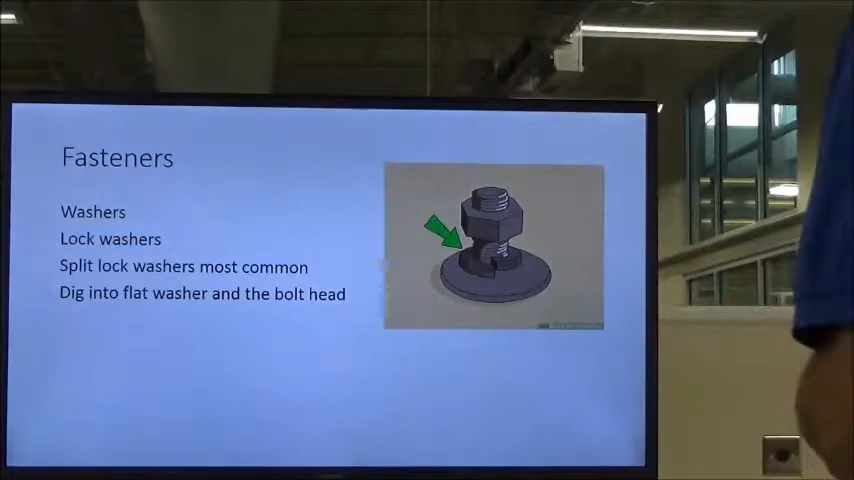 Fasteners
Washers
Lock washers
Split lock washers most common
Dig into flat washer and the bolt head